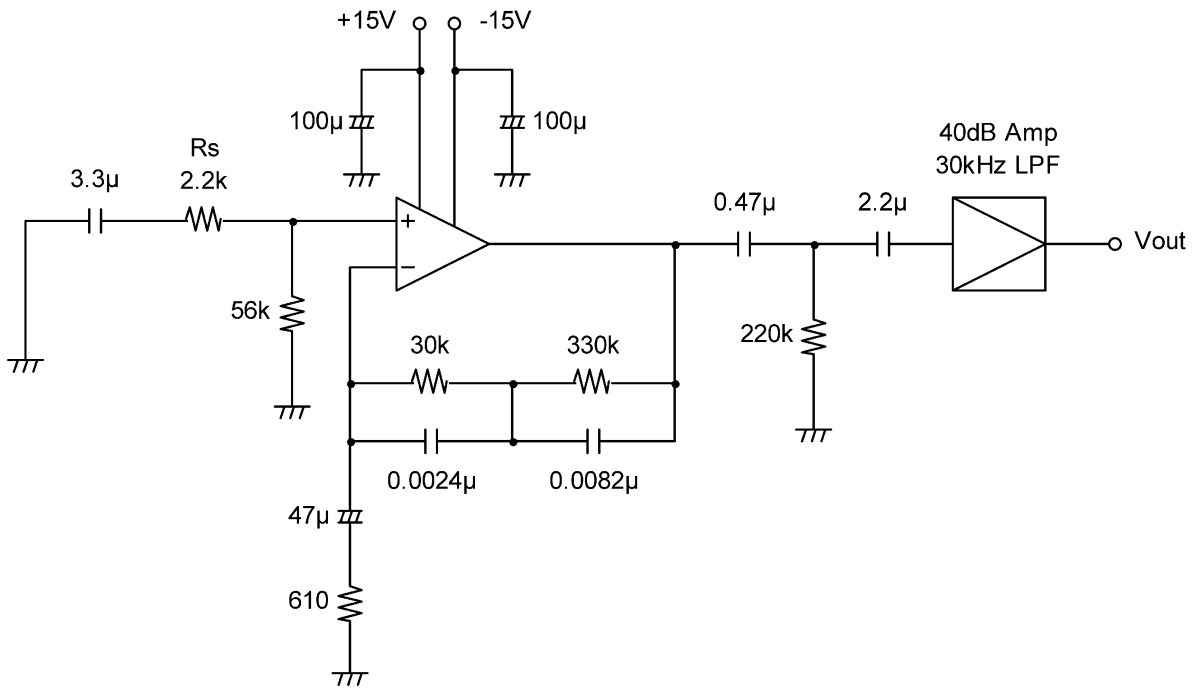 +15V
-15V
100µ
100µ
40dB Amp
30kHz LPF
Rs
2.2k
3.3µ
+
−
0.47µ
2.2µ
Vout
56k
30k
330k
220k
0.0024µ
0.0082µ
47µ
610